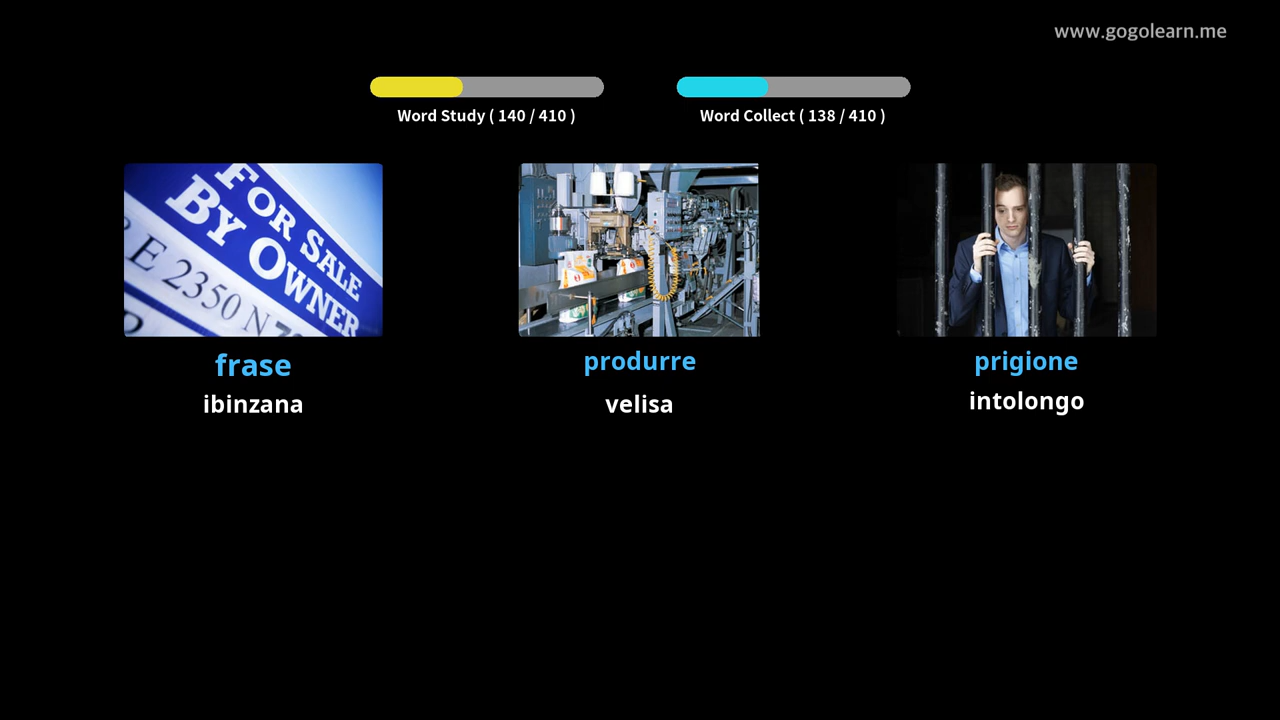 www.gogolearn.me
Word Study ( 140 / 410 )
Word Collect ( 138 / 410 )
FOR SALE
BY OWNER
E 2350 N
frase
produrre
prigione
ibinzana
velisa
intolongo